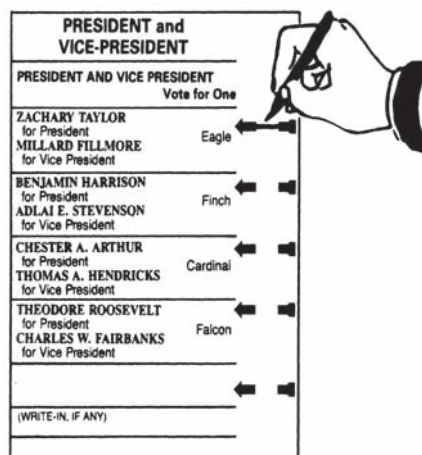 PRESIDENT and
VICE-PRESIDENT
PRESIDENT AND VICE PRESIDENT
Vote for One
ZACHARY TAYLOR
for President
Eagle
MILLARD FILLMORE
for Vice President
BENJAMIN HARRISON
for President
Finch
ADLAI E. STEVENSON
for Vice President
CHESTER A. ARTHUR
for President
Cardinal
THOMAS A. HENDRICKS
for Vice President
THEODORE ROOSEVELT
for President
Falcon
CHARLES W. FAIRBANKS
for Vice President
(WRITE-IN, IF ANY)